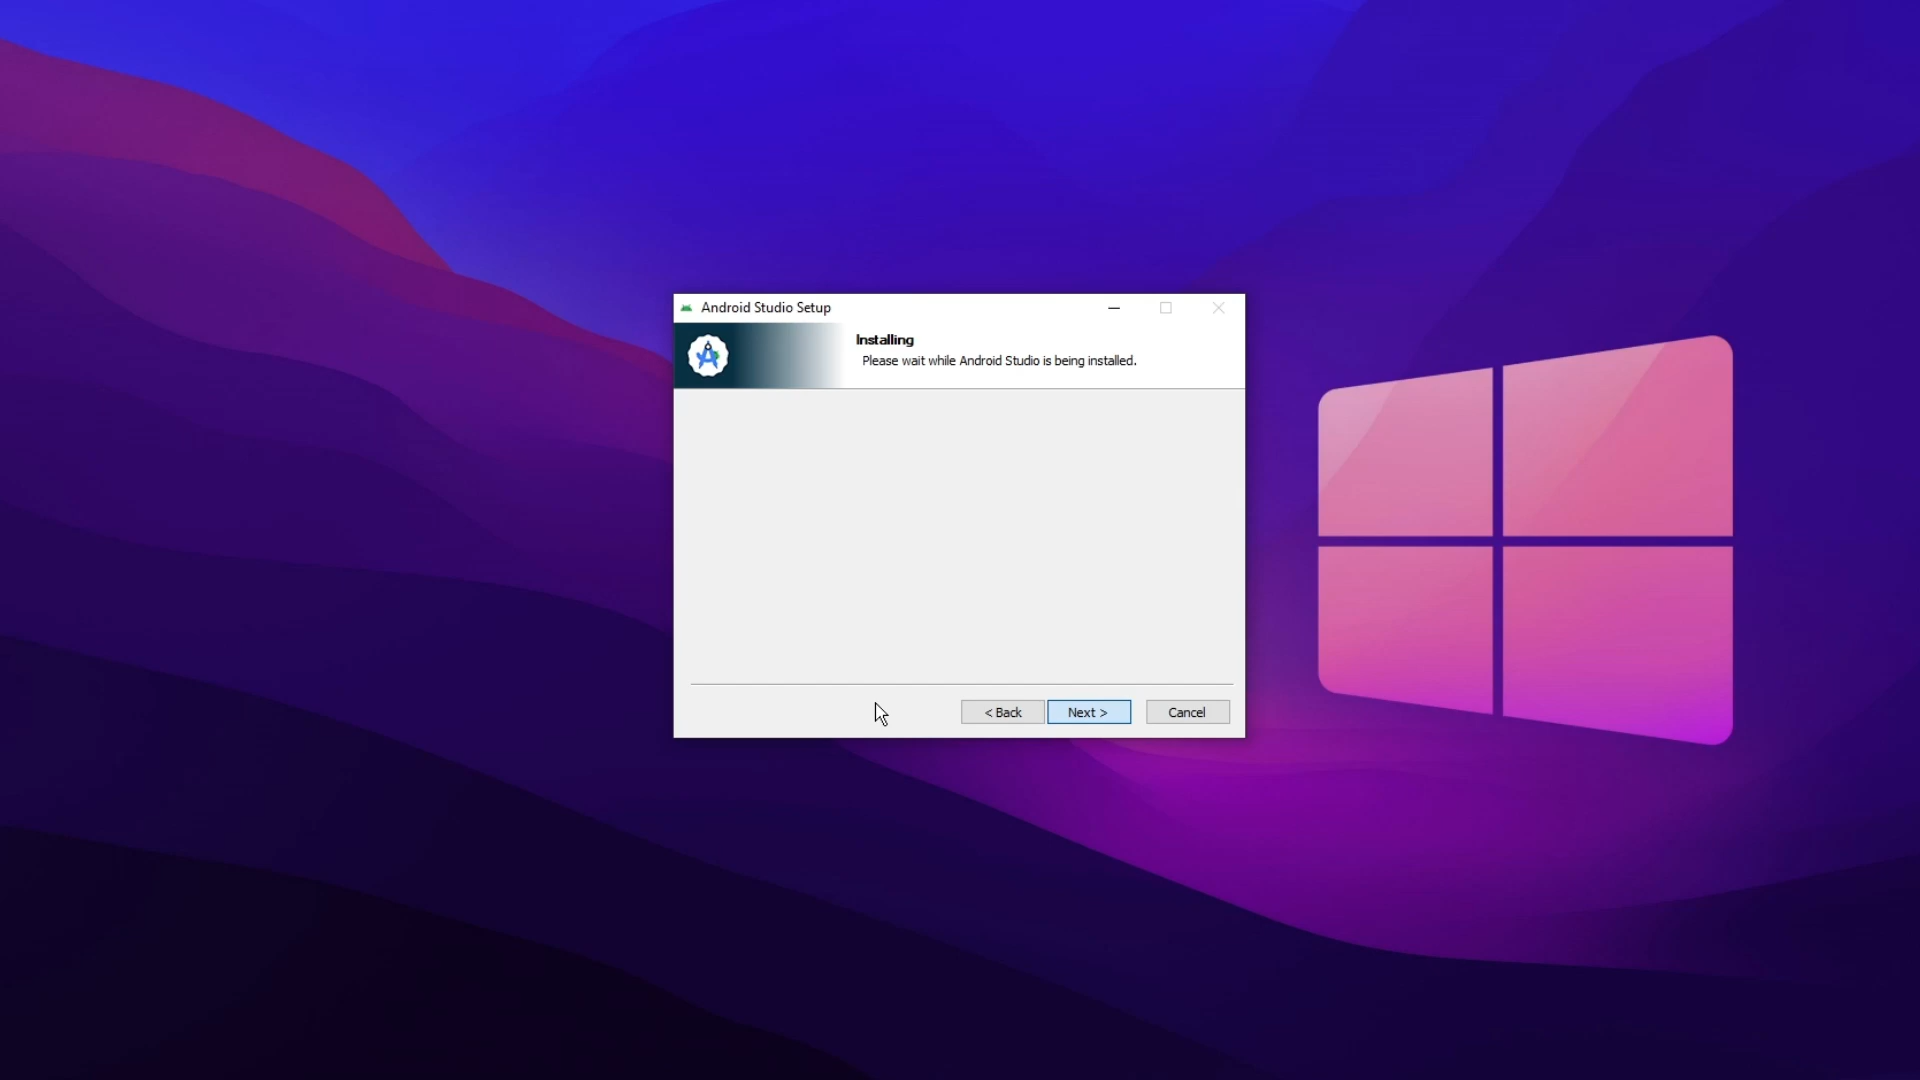 Android Studio Setup
Installing
Please wait while Android Studio is being installed.
< Back
Next >
Cancel